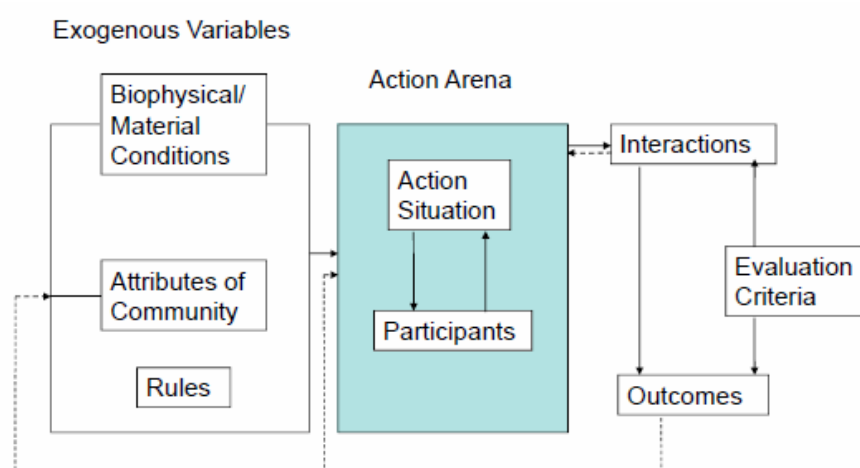 Exogenous Variables
Action Arena
Biophysical/
Material
Conditions
Attributes of
Community
Rules
Action
Situation
Participants
Interactions
Evaluation
Criteria
Outcomes